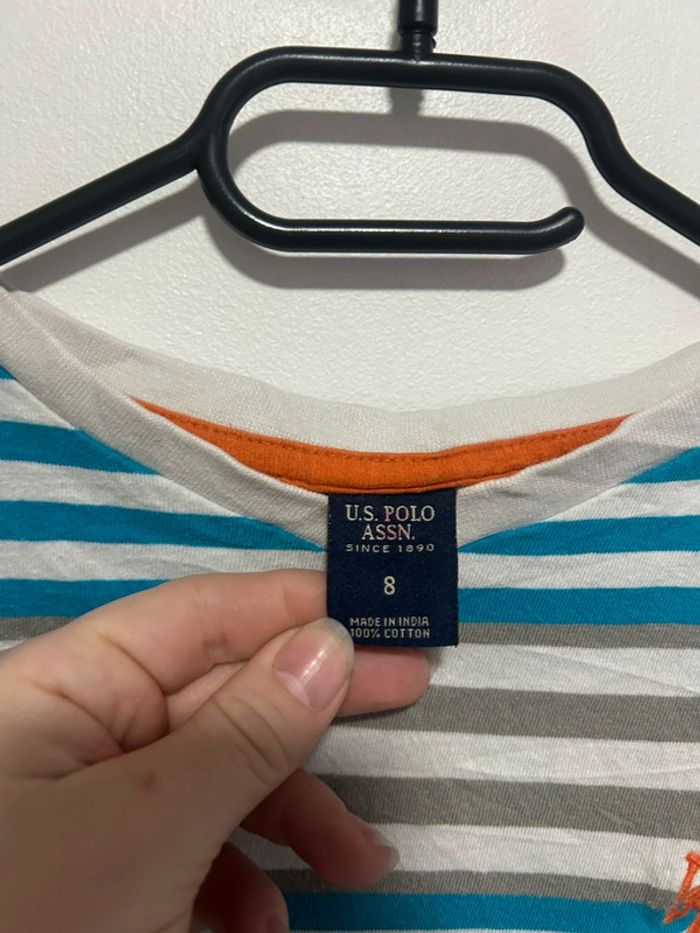 U.S. POLO
ASSN.
SINCE 1890
8
MADE IN INDIA
100% COTTON